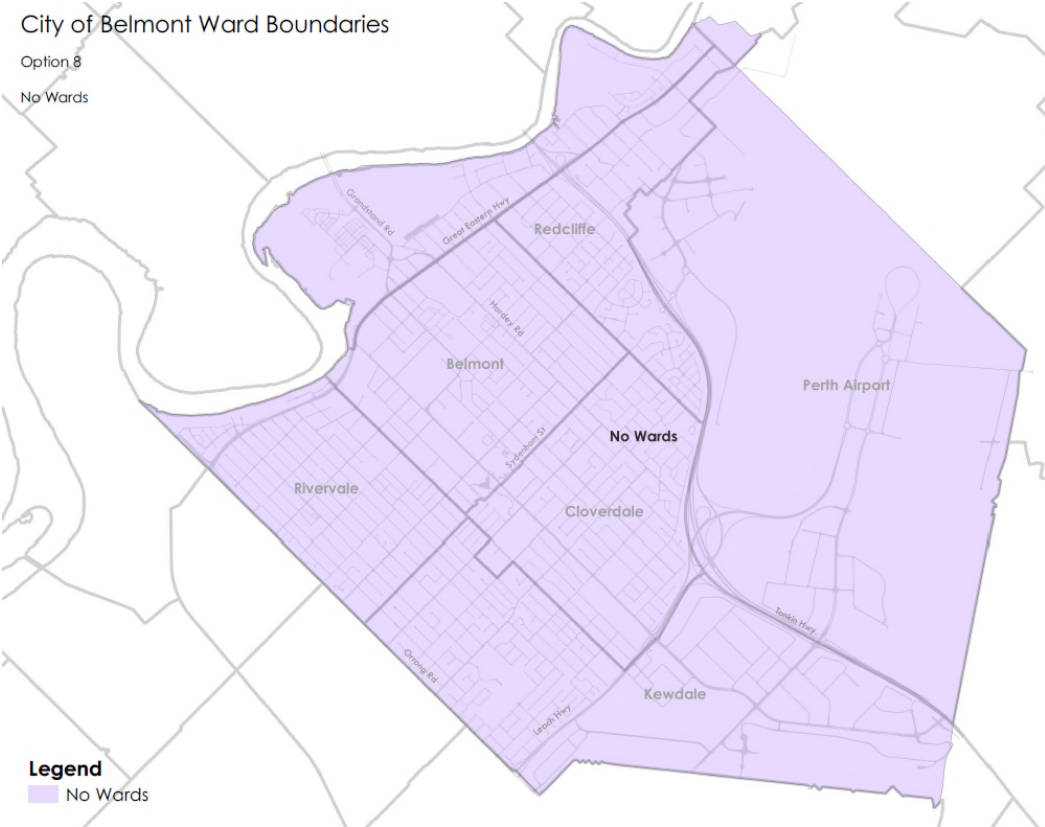 City of Belmont Ward Boundaries
Option 8
No Wards
Grandstand Rd
Great Eastern Hwy
Redcliffe
Hardey Rd
Belmont
Perth Airport
No Wards
Sydenham St
Rivervale
Cloverdale
Tonkin Hwy
Orrong Rd
Kewdale
Leach Hwy
Legend
No Wards